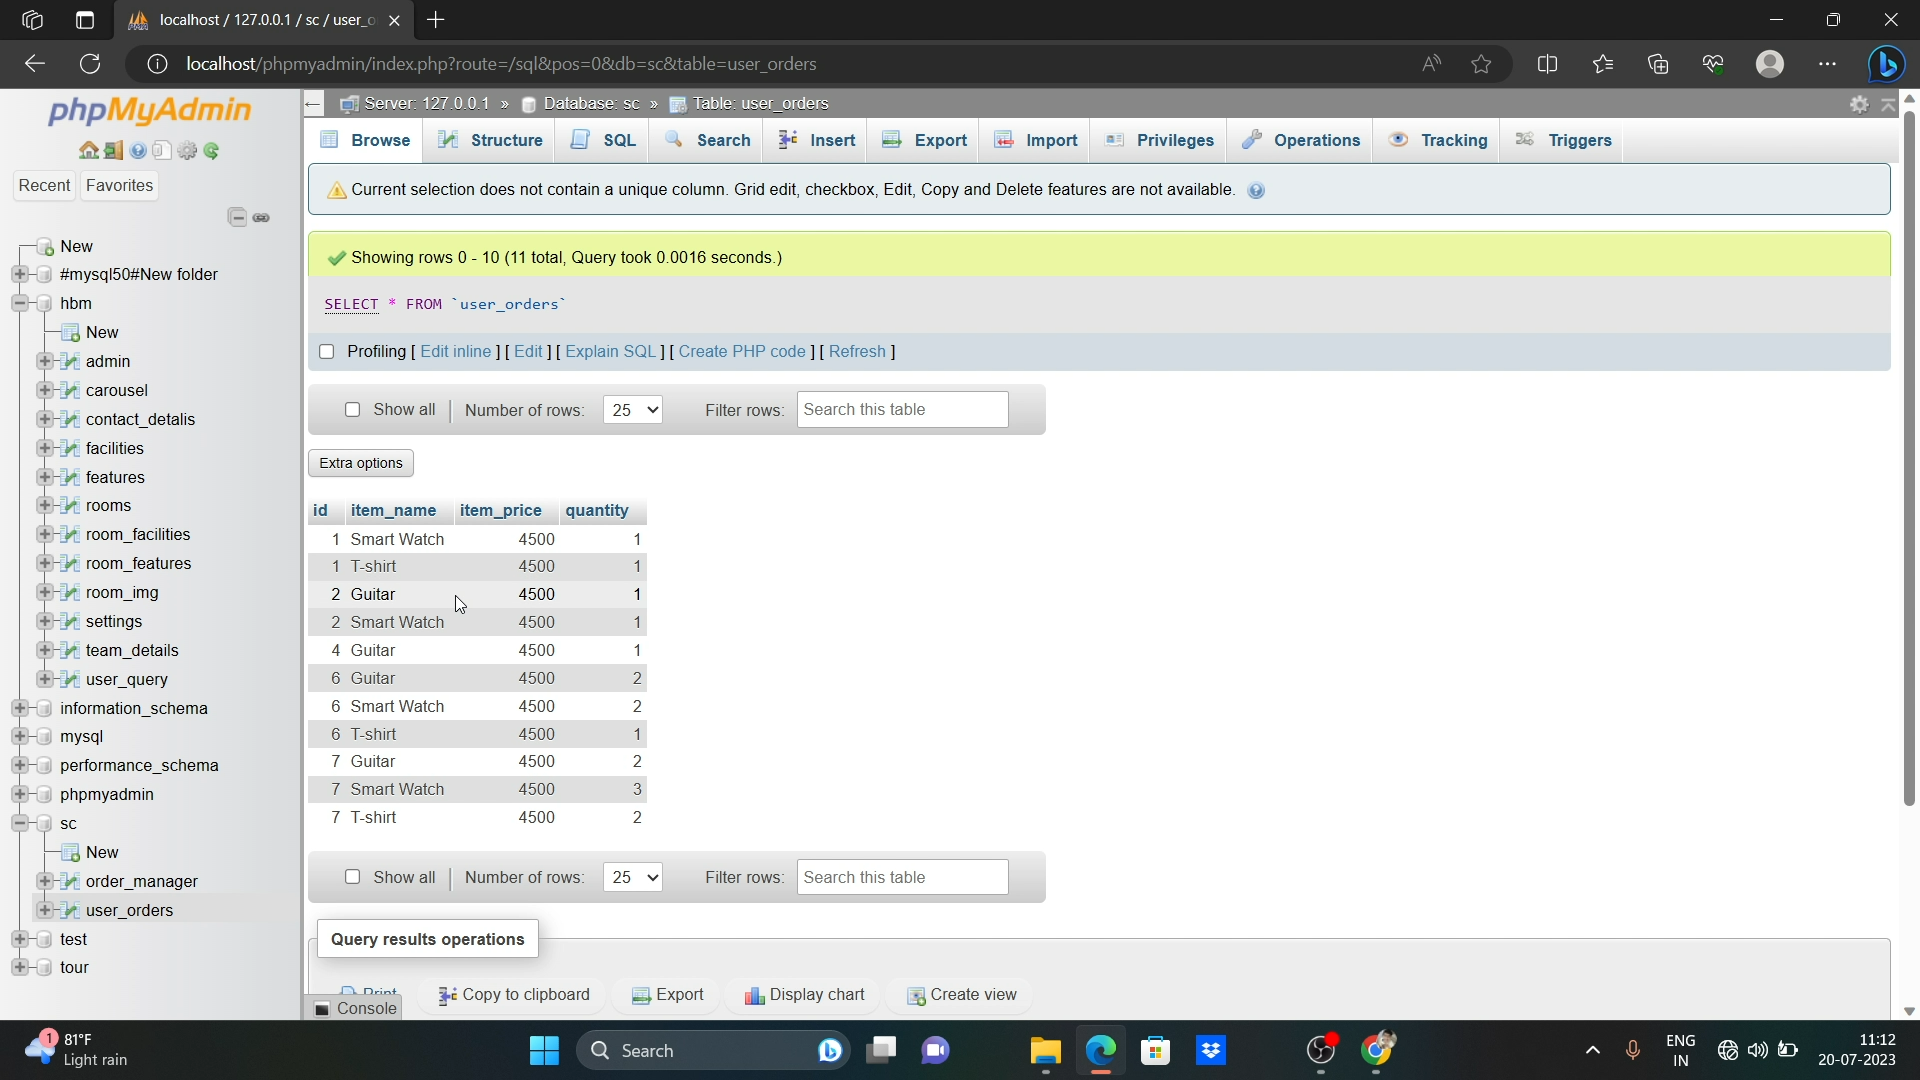 localhost / 127.0.0.1 / sc / user_o
localhost/phpmyadmin/index.php?route=/sql&pos=0&db=sc&table=user_orders
phpMyAdmin
Recent
Favorites
New
#mysql50#New folder
hbm
New
admin
carousel
contact_detalis
facilities
features
rooms
room_facilities
room_features
room_img
settings
team_details
user_query
information_schema
mysql
performance_schema
phpmyadmin
sc
New
order_manager
user_orders
test
tour
Server: 127.0.0.1 » Database: sc » Table: user_orders
Browse Structure SQL Search Insert Export Import Privileges Operations Tracking Triggers
Current selection does not contain a unique column. Grid edit, checkbox, Edit, Copy and Delete features are not available.
Showing rows 0 - 10 (11 total, Query took 0.0016 seconds.)
SELECT * FROM `user_orders`
Profiling [ Edit inline ] [ Edit ] [ Explain SQL ] [ Create PHP code ] [ Refresh ]
Show all | Number of rows: 25 Filter rows: Search this table
Extra options
id item_name item_price quantity
1 Smart Watch 4500 1
1 T-shirt 4500 1
2 Guitar 4500 1
2 Smart Watch 4500 1
4 Guitar 4500 1
6 Guitar 4500 2
6 Smart Watch 4500 2
6 T-shirt 4500 1
7 Guitar 4500 2
7 Smart Watch 4500 3
7 T-shirt 4500 2
Show all | Number of rows: 25 Filter rows: Search this table
Query results operations
Print Copy to clipboard Export Display chart Create view
Console
1 81°F
Light rain
Search
ENG
IN
11:12
20-07-2023